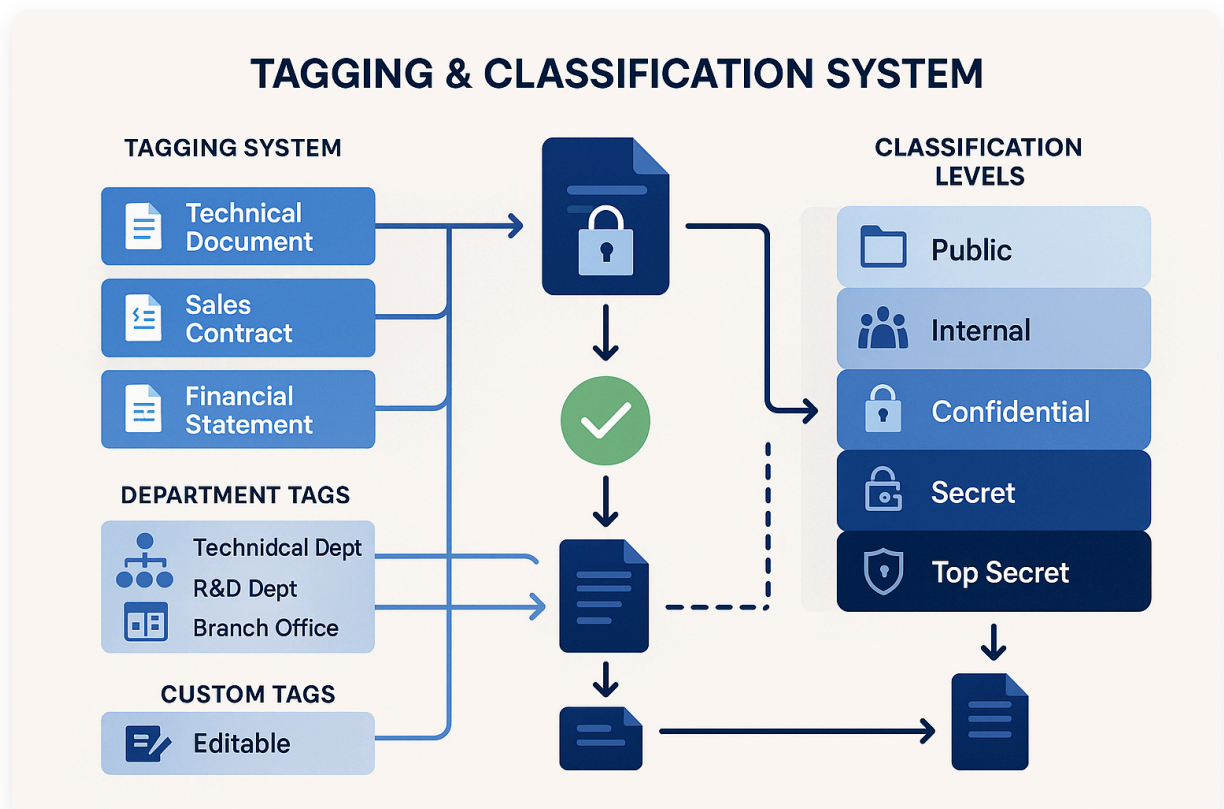 TAGGING & CLASSIFICATION SYSTEM
TAGGING SYSTEM
Technical
Document
Sales
Contract
Financial
Statement
DEPARTMENT TAGS
Technidcal Dept
R&D Dept
Branch Office
CUSTOM TAGS
Editable
CLASSIFICATION
LEVELS
Public
Internal
Confidential
Secret
Top Secret